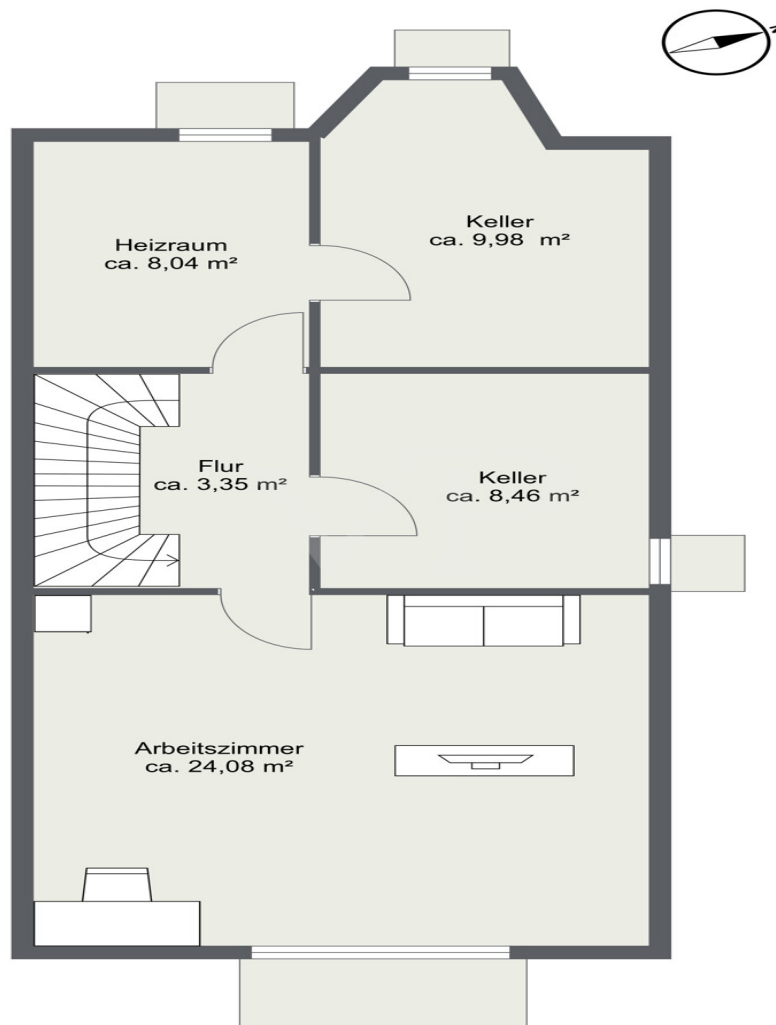 Keller
ca. 9,98 m²
Heizraum
ca. 8,04 m²
Flur
ca. 3,35 m²
Keller
ca. 8,46 m²
Arbeitszimmer
ca. 24,08 m²